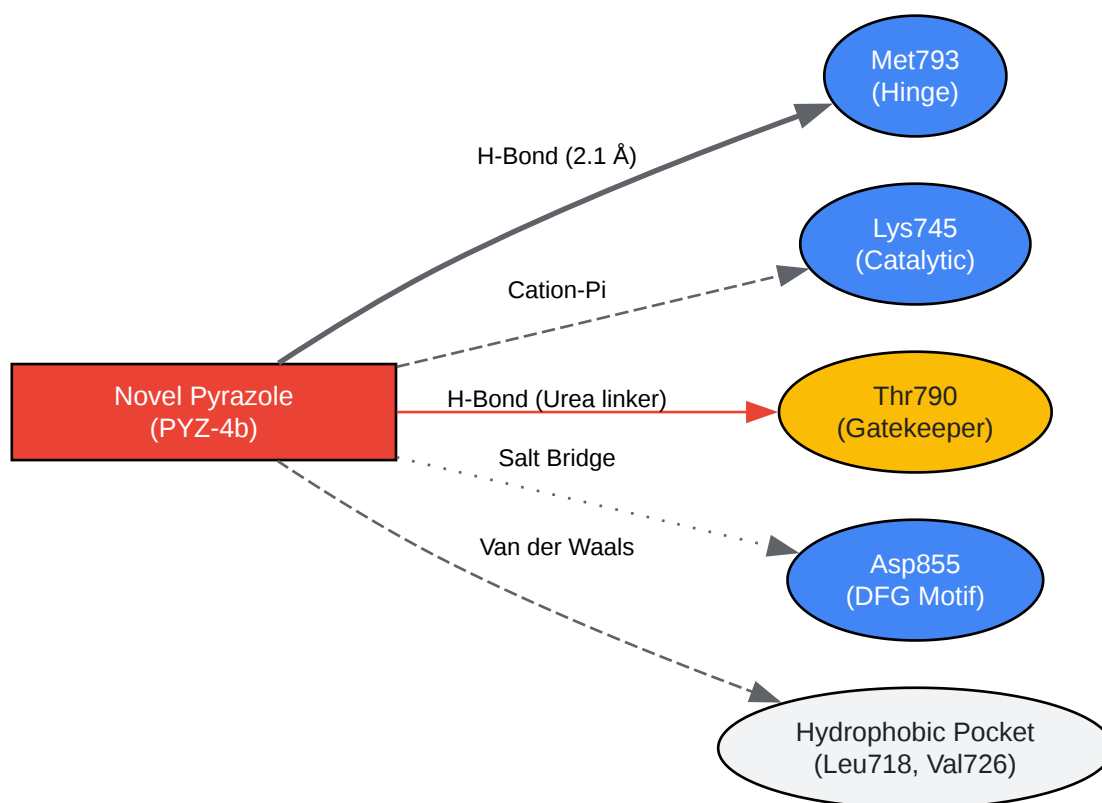 Met793
(Hinge)
H-Bond (2.1 Å)
Lys745
(Catalytic)
Cation-Pi
Novel Pyrazole
(PYZ-4b)
H-Bond (Urea linker)
Thr790
(Gatekeeper)
Salt Bridge
Van der Waals
Asp855
(DFG Motif)
Hydrophobic Pocket
(Leu718, Val726)